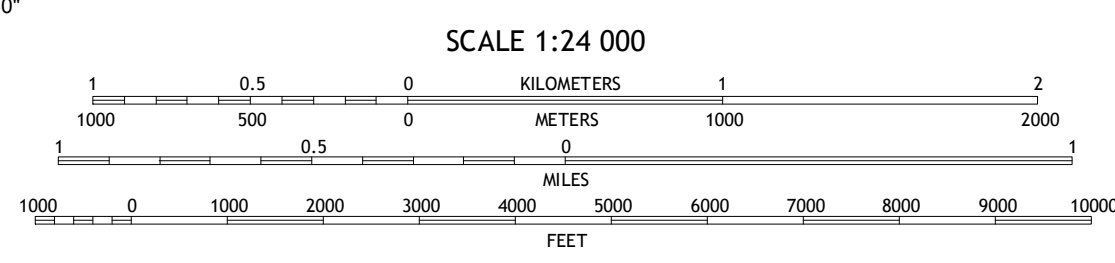 0"
SCALE 1:24 000
1 0.5 0 KILOMETERS 1 2
1000 500 0 METERS 1000 2000
1 0.5 0 1
MILES
1000 0 1000 2000 3000 4000 5000 6000 7000 8000 9000 10000
FEET